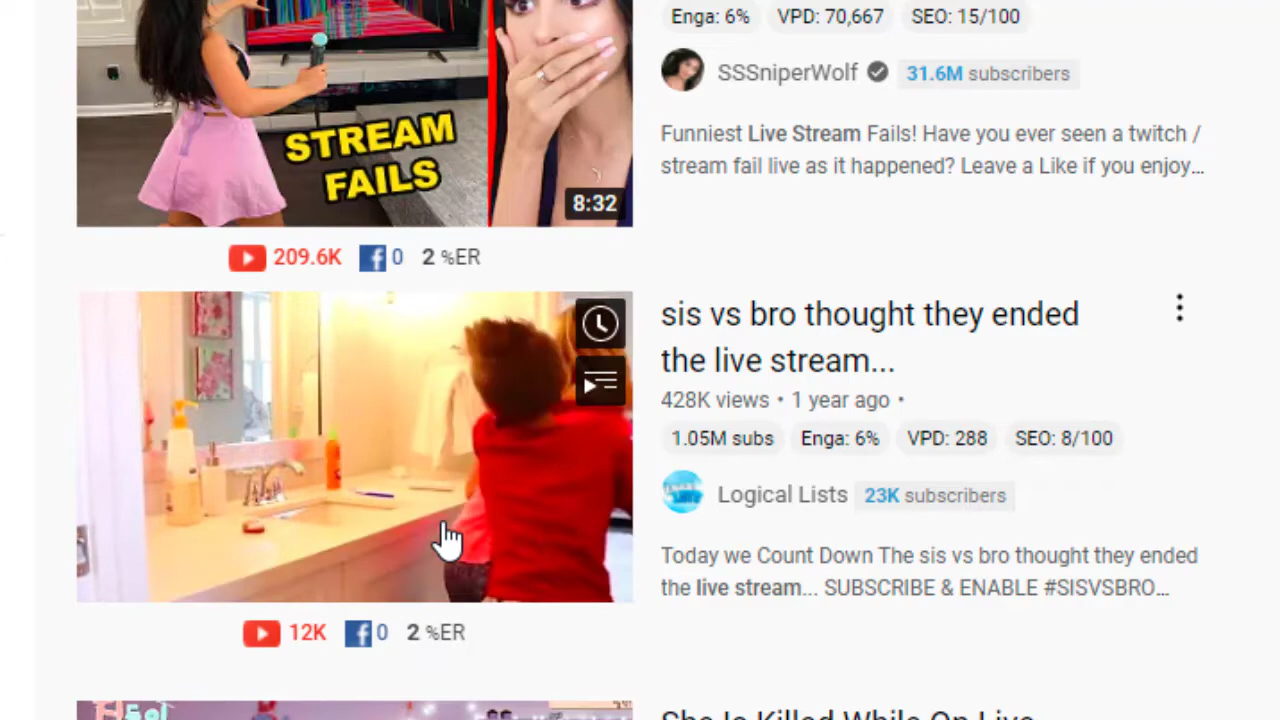 Enga: 6% VPD: 70,667 SEO: 15/100
SSSniperWolf 31.6M subscribers
Funniest Live Stream Fails! Have you ever seen a twitch /
stream fail live as it happened? Leave a Like if you enjoy...
STREAM
FAILS
8:32
209.6K f 0 2 %ER
sis vs bro thought they ended
the live stream...
428K views • 1 year ago •
1.05M subs Enga: 6% VPD: 288 SEO: 8/100
Logical Lists 23K subscribers
Today we Count Down The sis vs bro thought they ended
the live stream... SUBSCRIBE & ENABLE #SISVSBRO...
12K f 0 2 %ER
She Is Killed While On Live